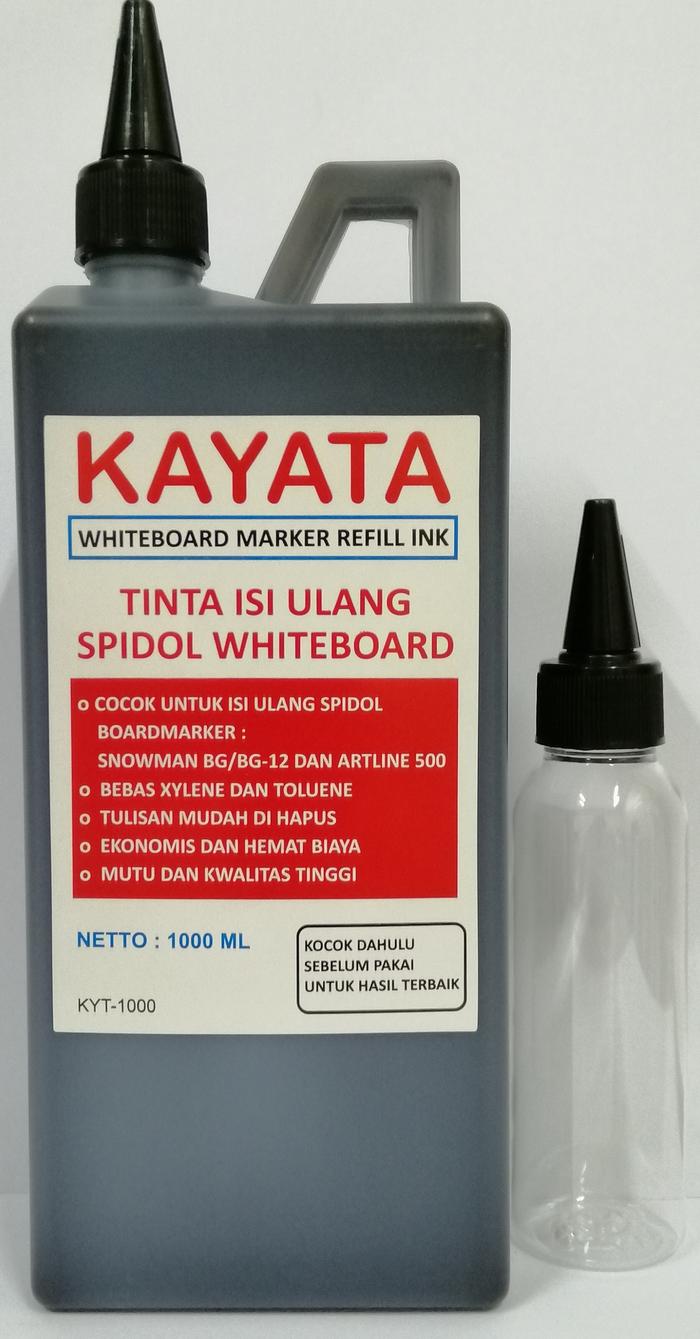 KAYATA
WHITEBOARD MARKER REFILL INK
TINTA ISI ULANG
SPIDOL WHITEBOARD
o COCOK UNTUK ISI ULANG SPIDOL
BOARDMARKER :
SNOWMAN BG/BG-12 DAN ARTLINE 500
o BEBAS XYLENE DAN TOLUENE
o TULISAN MUDAH DI HAPUS
o EKONOMIS DAN HEMAT BIAYA
o MUTU DAN KWALITAS TINGGI
NETTO : 1000 ML
KYT-1000
KOCOK DAHULU
SEBELUM PAKAI
UNTUK HASIL TERBAIK